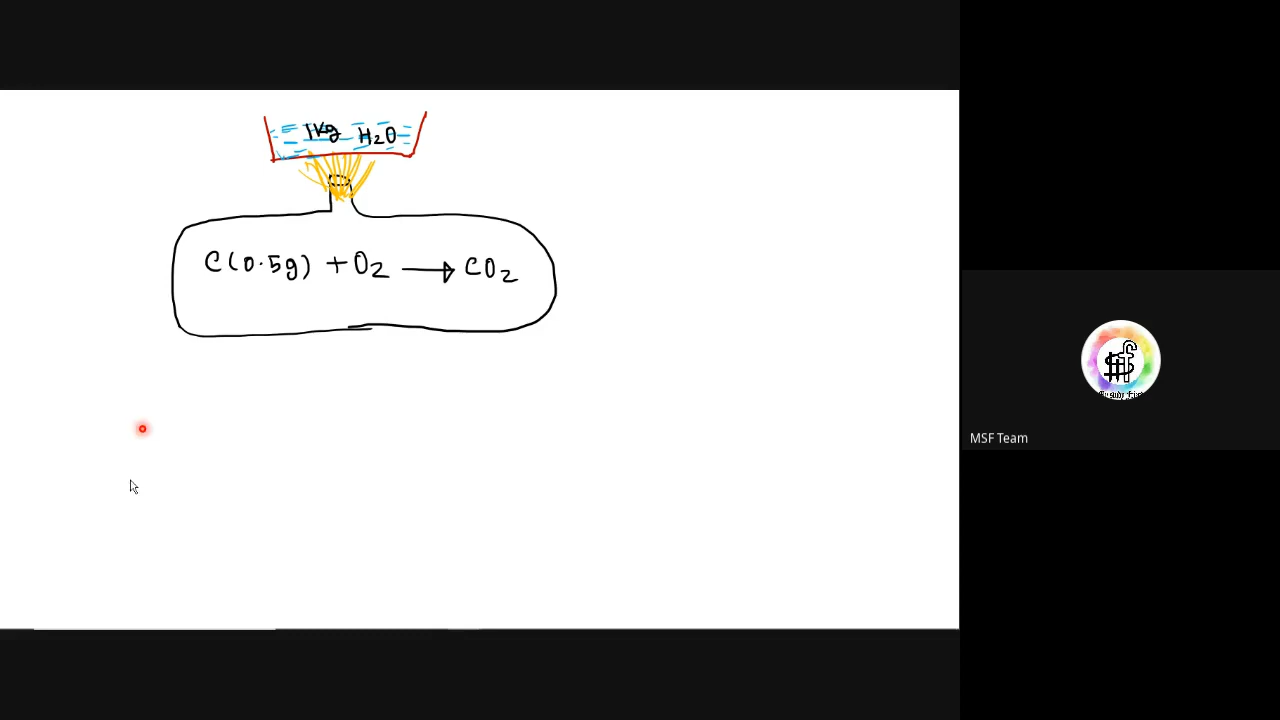 1Kg H₂O
C(0.5g) + O₂ → CO₂
MSF Team